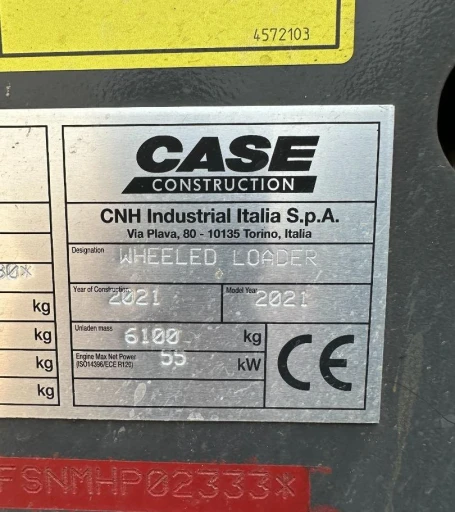 4572103
CASE
CONSTRUCTION
CNH Industrial Italia S.p.A.
Via Plava, 80 - 10135 Torino, Italia
Designation WHEELED LOADER
Year of Construction 2021 Model Year 2021
kg
Unladen mass 6100 kg
kg
Engine Max Net Power
(ISO14396/ECE R120) 55 kW
kg
kg
CE
FSNMHP02333*